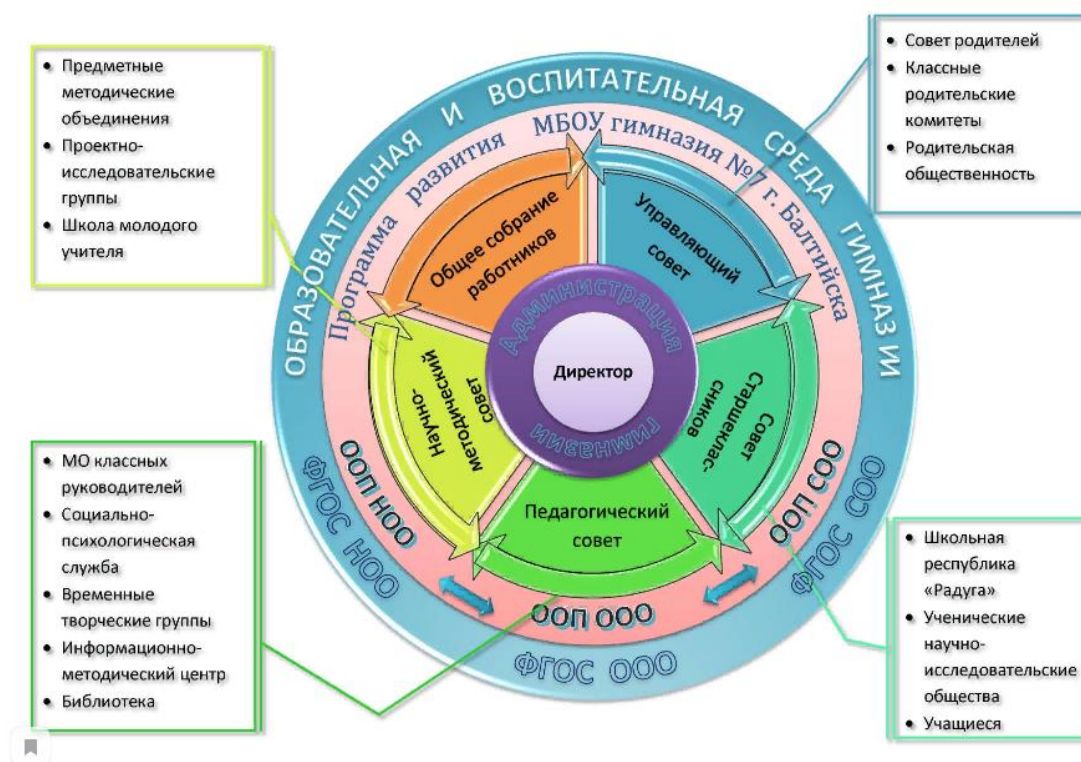 • Предметные
методические
объединения
• Проектно-
исследовательские
группы
• Школа молодого
учителя
• Совет родителей
• Классные
родительские
комитеты
• Родительская
общественность
ОБРАЗОВАТЕЛЬНАЯ И ВОСПИТАТЕЛЬНАЯ СРЕДА ГИМНАЗИИ
Программа развития МБОУ гимназия №7 г. Балтийска
Общее собрание
работников
Управляющий
совет
Администрация
гимназии
Директор
Научно-
методический
совет
Совет
Старшеклас-
сников
Педагогический
совет
ООП НОО
ООП ООО
ООП СОО
ФГОС НОО
ФГОС ООО
ФГОС СОО
• МО классных
руководителей
• Социально-
психологическая
служба
• Временные
творческие группы
• Информационно-
методический центр
• Библиотека
• Школьная
республика
«Радуга»
• Ученические
научно-
исследовательские
общества
• Учащиеся